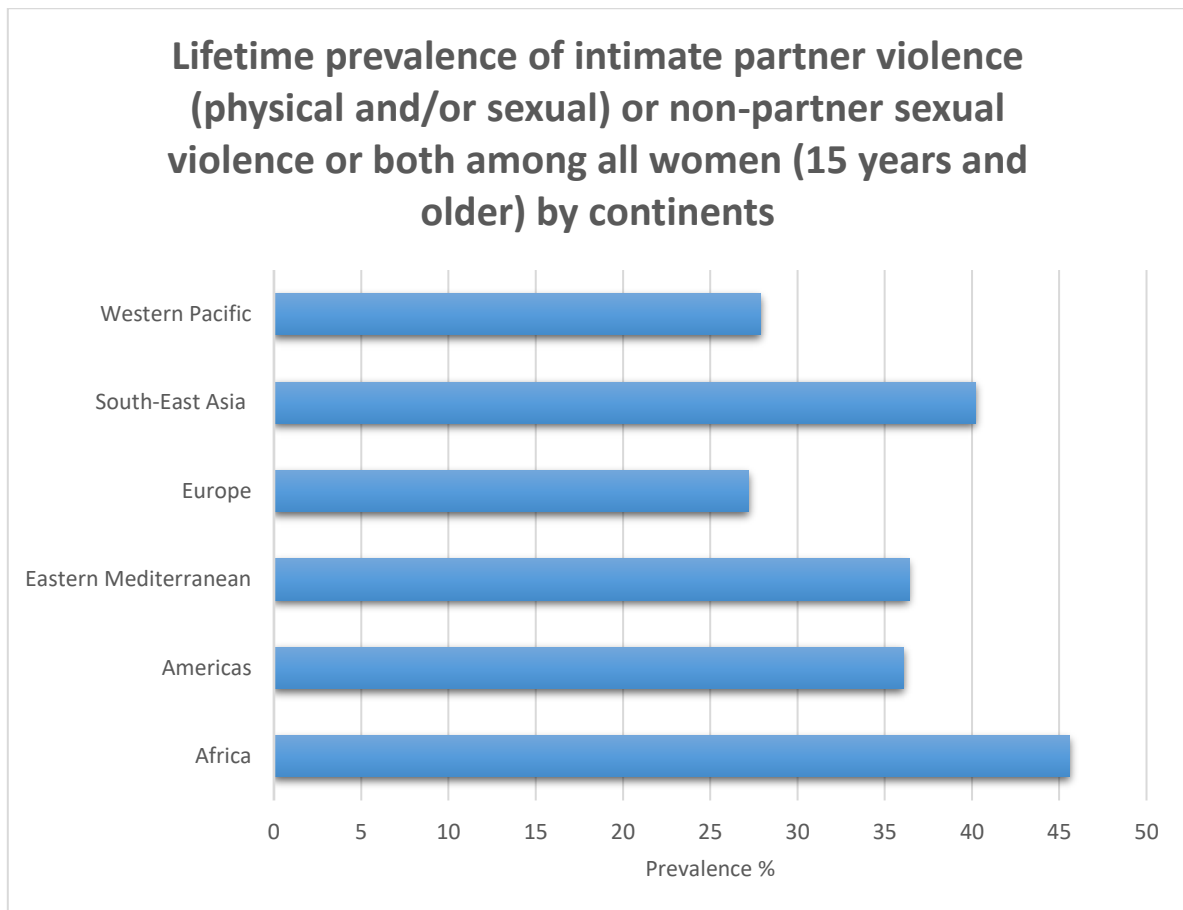 Lifetime prevalence of intimate partner violence
(physical and/or sexual) or non-partner sexual
violence or both among all women (15 years and
older) by continents
Western Pacific
South-East Asia
Europe
Eastern Mediterranean
Americas
Africa
0 5 10 15 20 25 30 35 40 45 50
Prevalence %